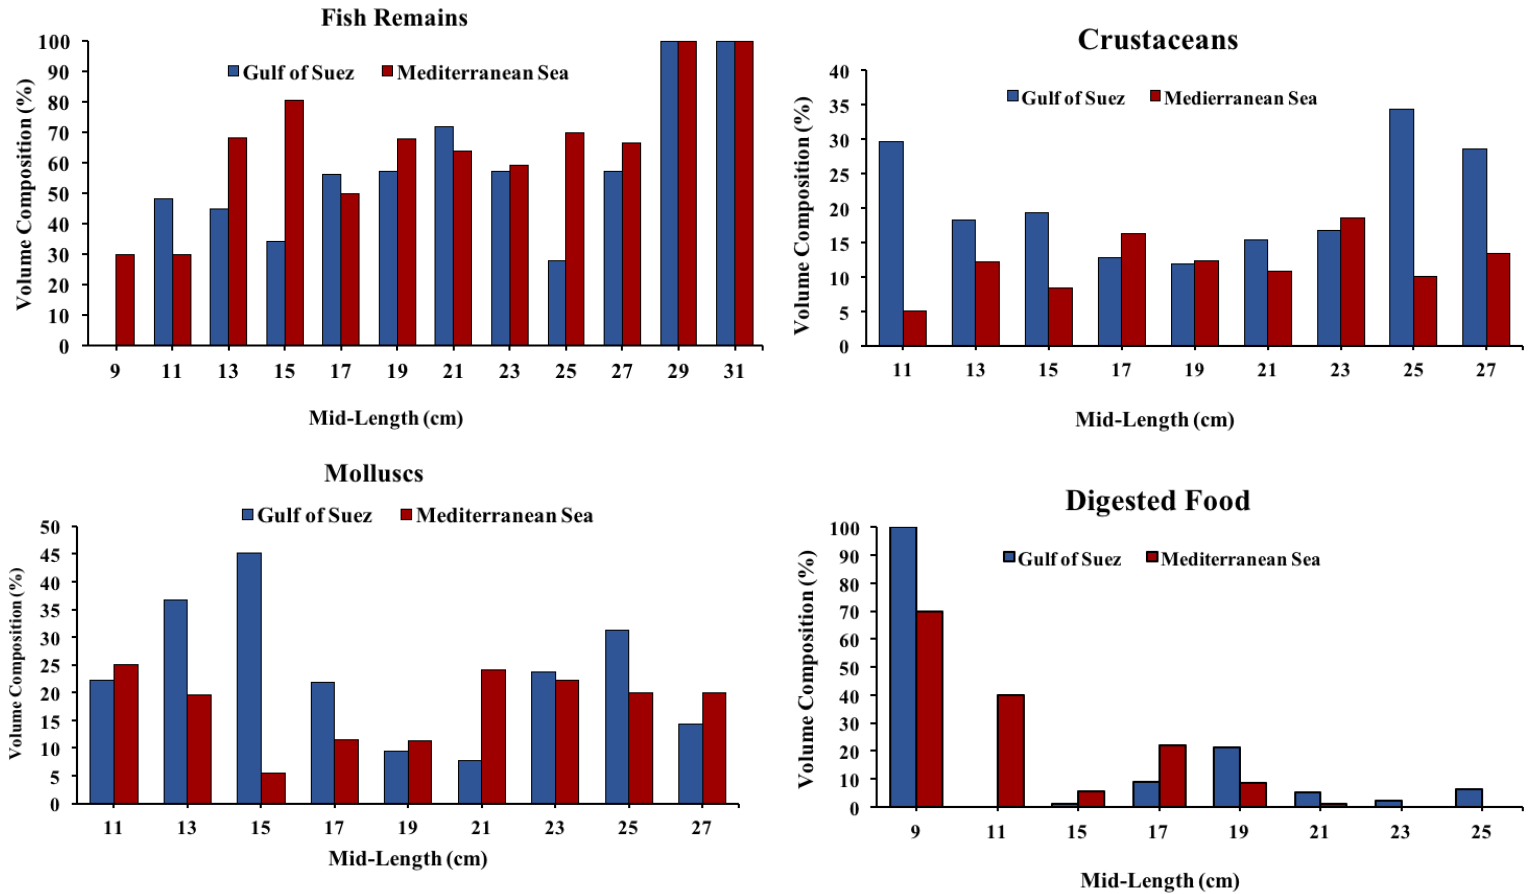 Fish Remains
Gulf of Suez Mediterranean Sea
Volume Composition (%)
100
90
80
70
60
50
40
30
20
10
0
9 11 13 15 17 19 21 23 25 27 29 31
Mid-Length (cm)
Crustaceans
Gulf of Suez Medierranean Sea
Volume Composition (%)
40
35
30
25
20
15
10
5
0
11 13 15 17 19 21 23 25 27
Mid-Length (cm)
Molluscs
Gulf of Suez Mediterranean Sea
Volume Composition (%)
50
45
40
35
30
25
20
15
10
5
0
11 13 15 17 19 21 23 25 27
Mid-Length (cm)
Digested Food
Gulf of Suez Mediterranean Sea
Volume Composition (%)
100
90
80
70
60
50
40
30
20
10
0
9 11 15 17 19 21 23 25
Mid-Length (cm)